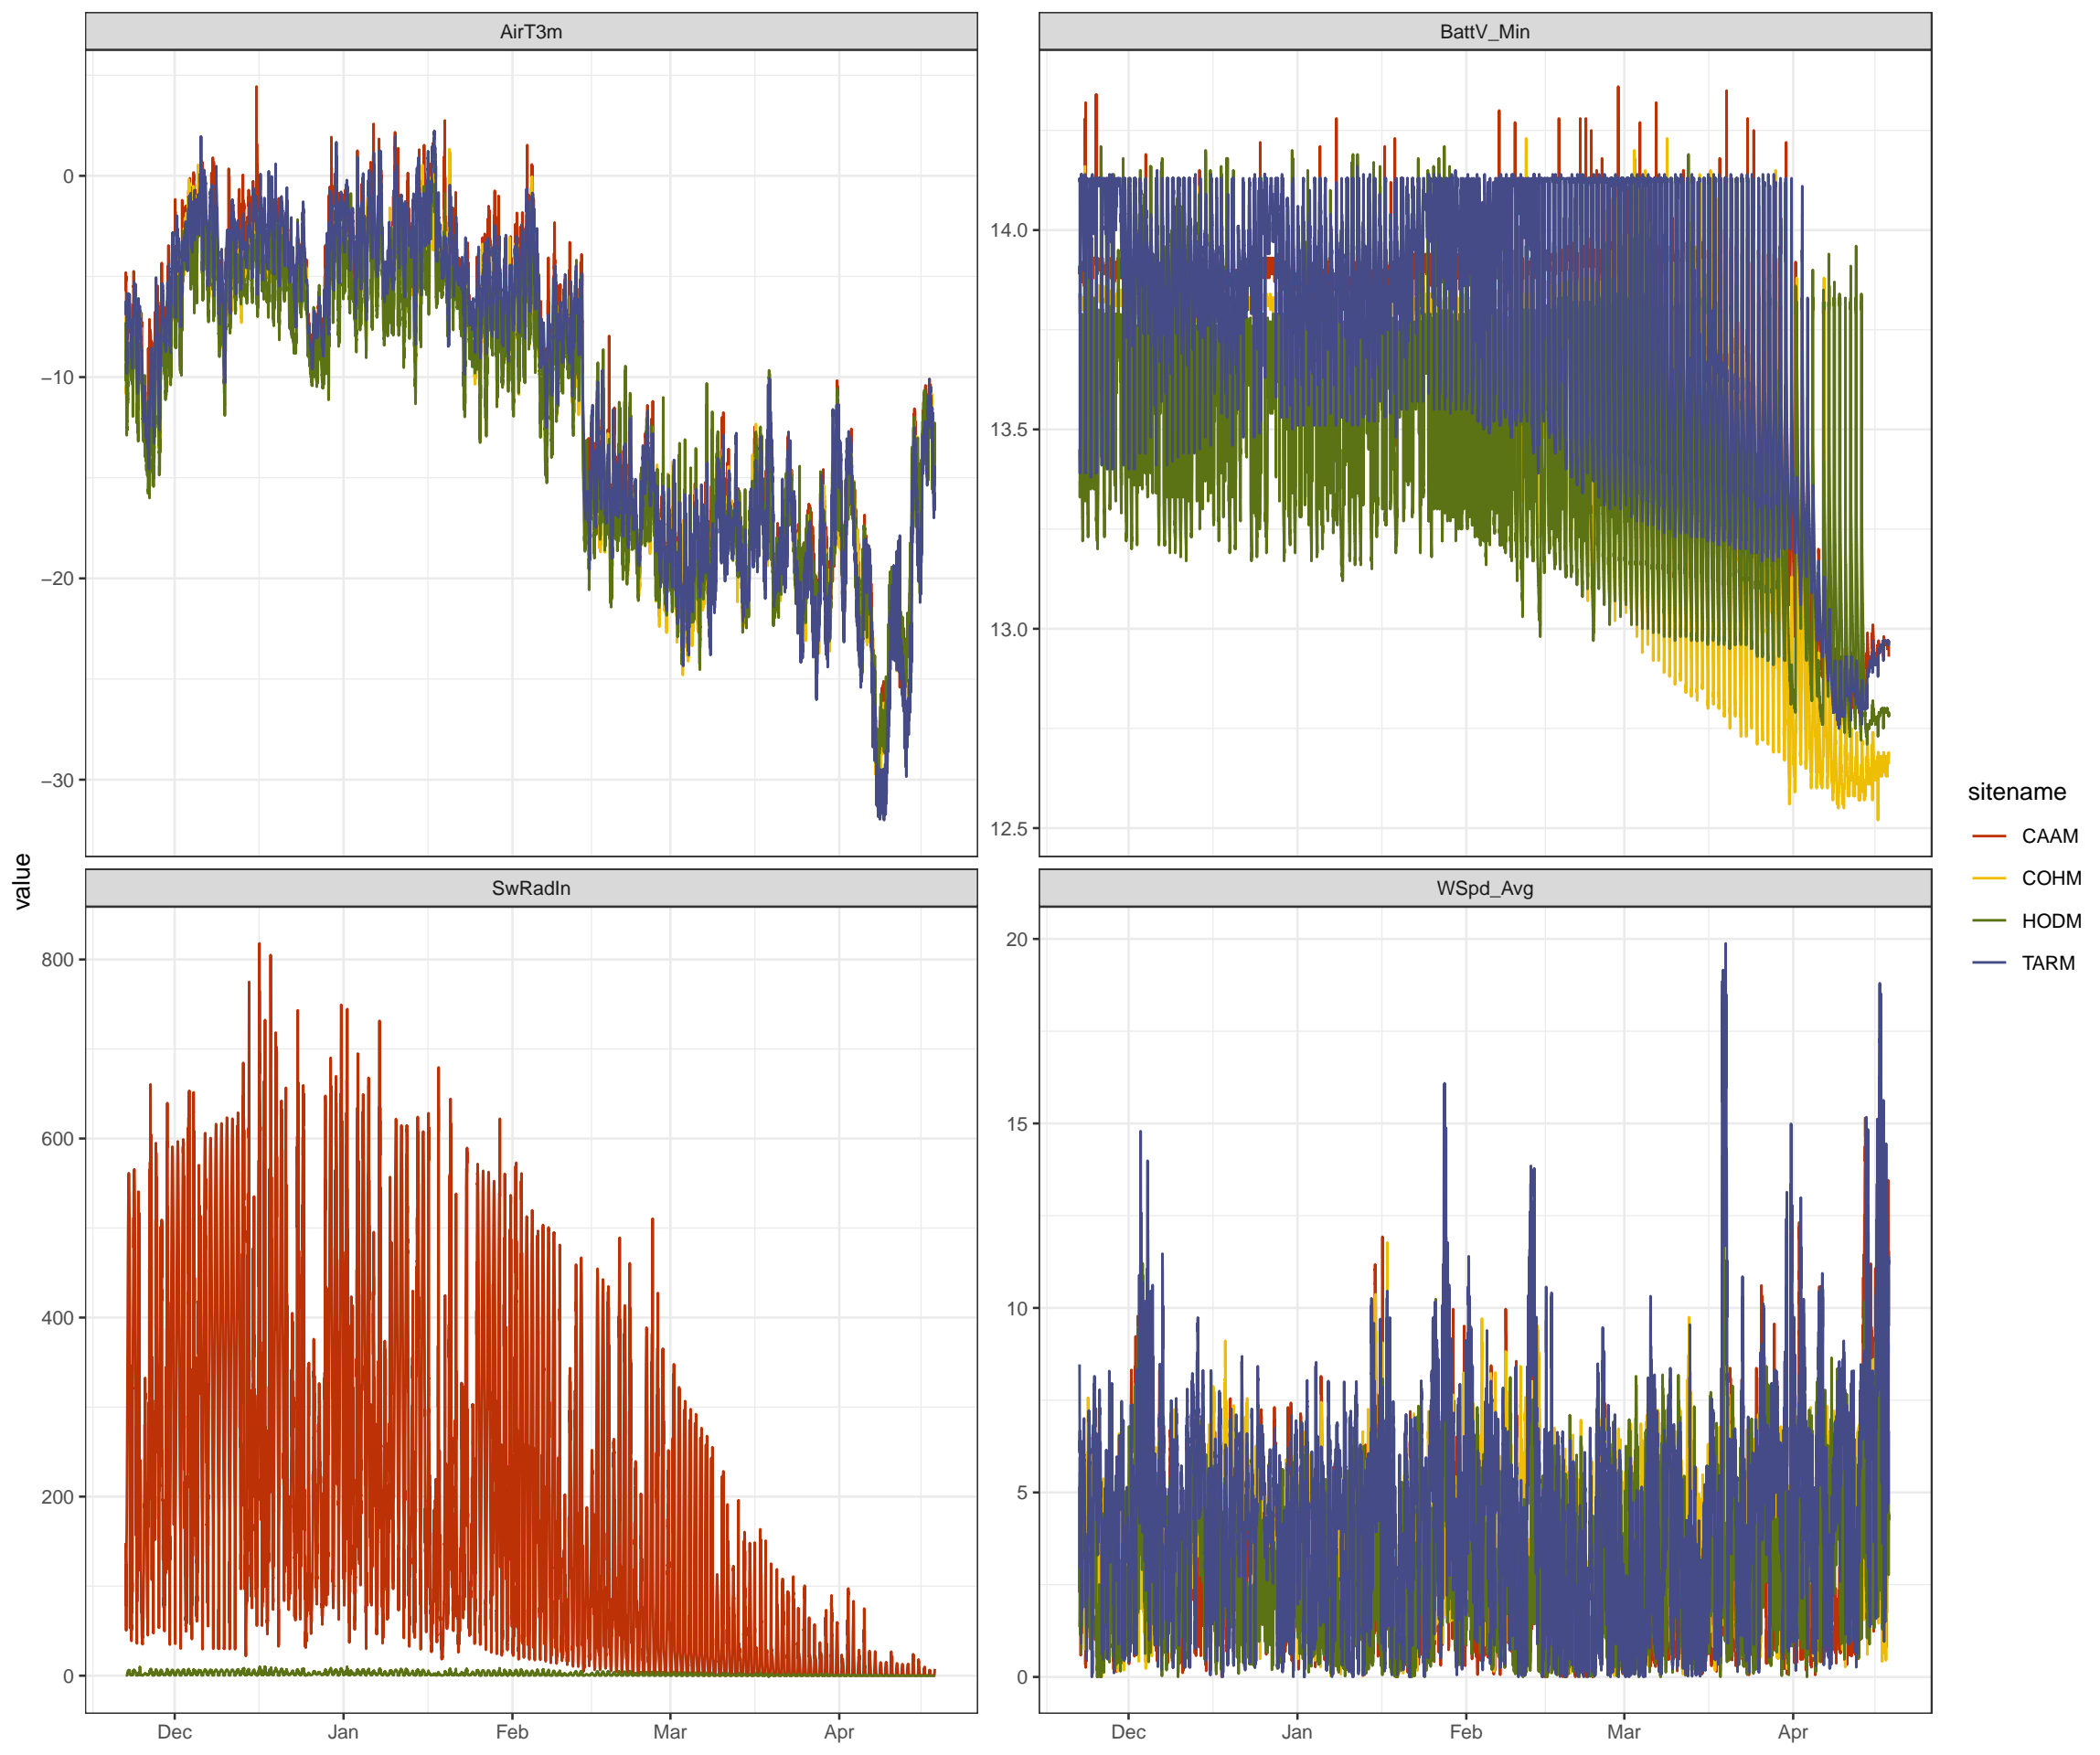 AirT3m
BattV_Min
0
−10
−20
−30
14.0
13.5
13.0
12.5
SwRadIn
WSpd_Avg
800
600
400
200
0
20
15
10
5
0
Dec Jan Feb Mar Apr
Dec Jan Feb Mar Apr
value
sitename
CAAM
COHM
HODM
TARM